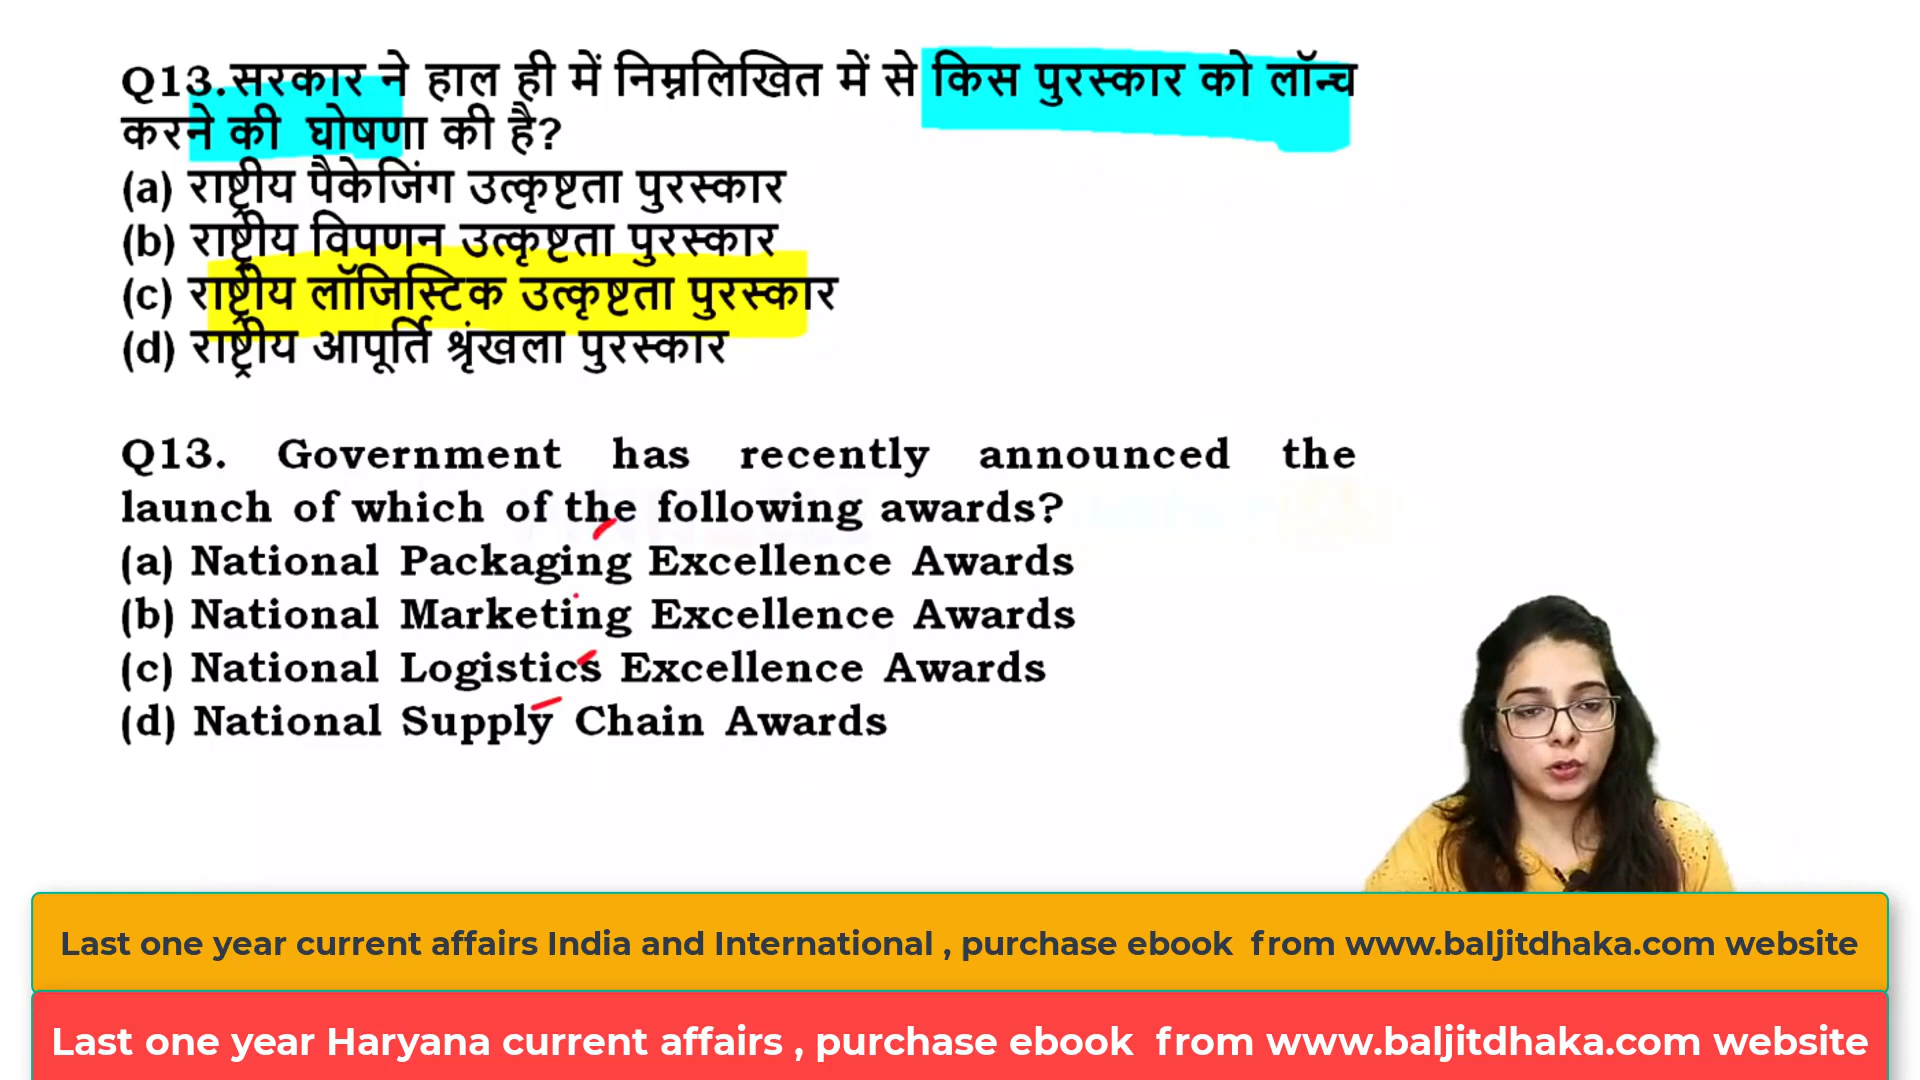 Q13.सरकार ने हाल ही में निम्नलिखित में से किस पुरस्कार को लॉन्च
करने की घोषणा की है?
(a) राष्ट्रीय पैकेजिंग उत्कृष्टता पुरस्कार
(b) राष्ट्रीय विपणन उत्कृष्टता पुरस्कार
(c) राष्ट्रीय लॉजिस्टिक उत्कृष्टता पुरस्कार
(d) राष्ट्रीय आपूर्ति श्रृंखला पुरस्कार
Q13. Government has recently announced the
launch of which of the following awards?
(a) National Packaging Excellence Awards
(b) National Marketing Excellence Awards
(c) National Logistics Excellence Awards
(d) National Supply Chain Awards
Last one year current affairs India and International , purchase ebook from www.baljitdhaka.com website
Last one year Haryana current affairs , purchase ebook from www.baljitdhaka.com website